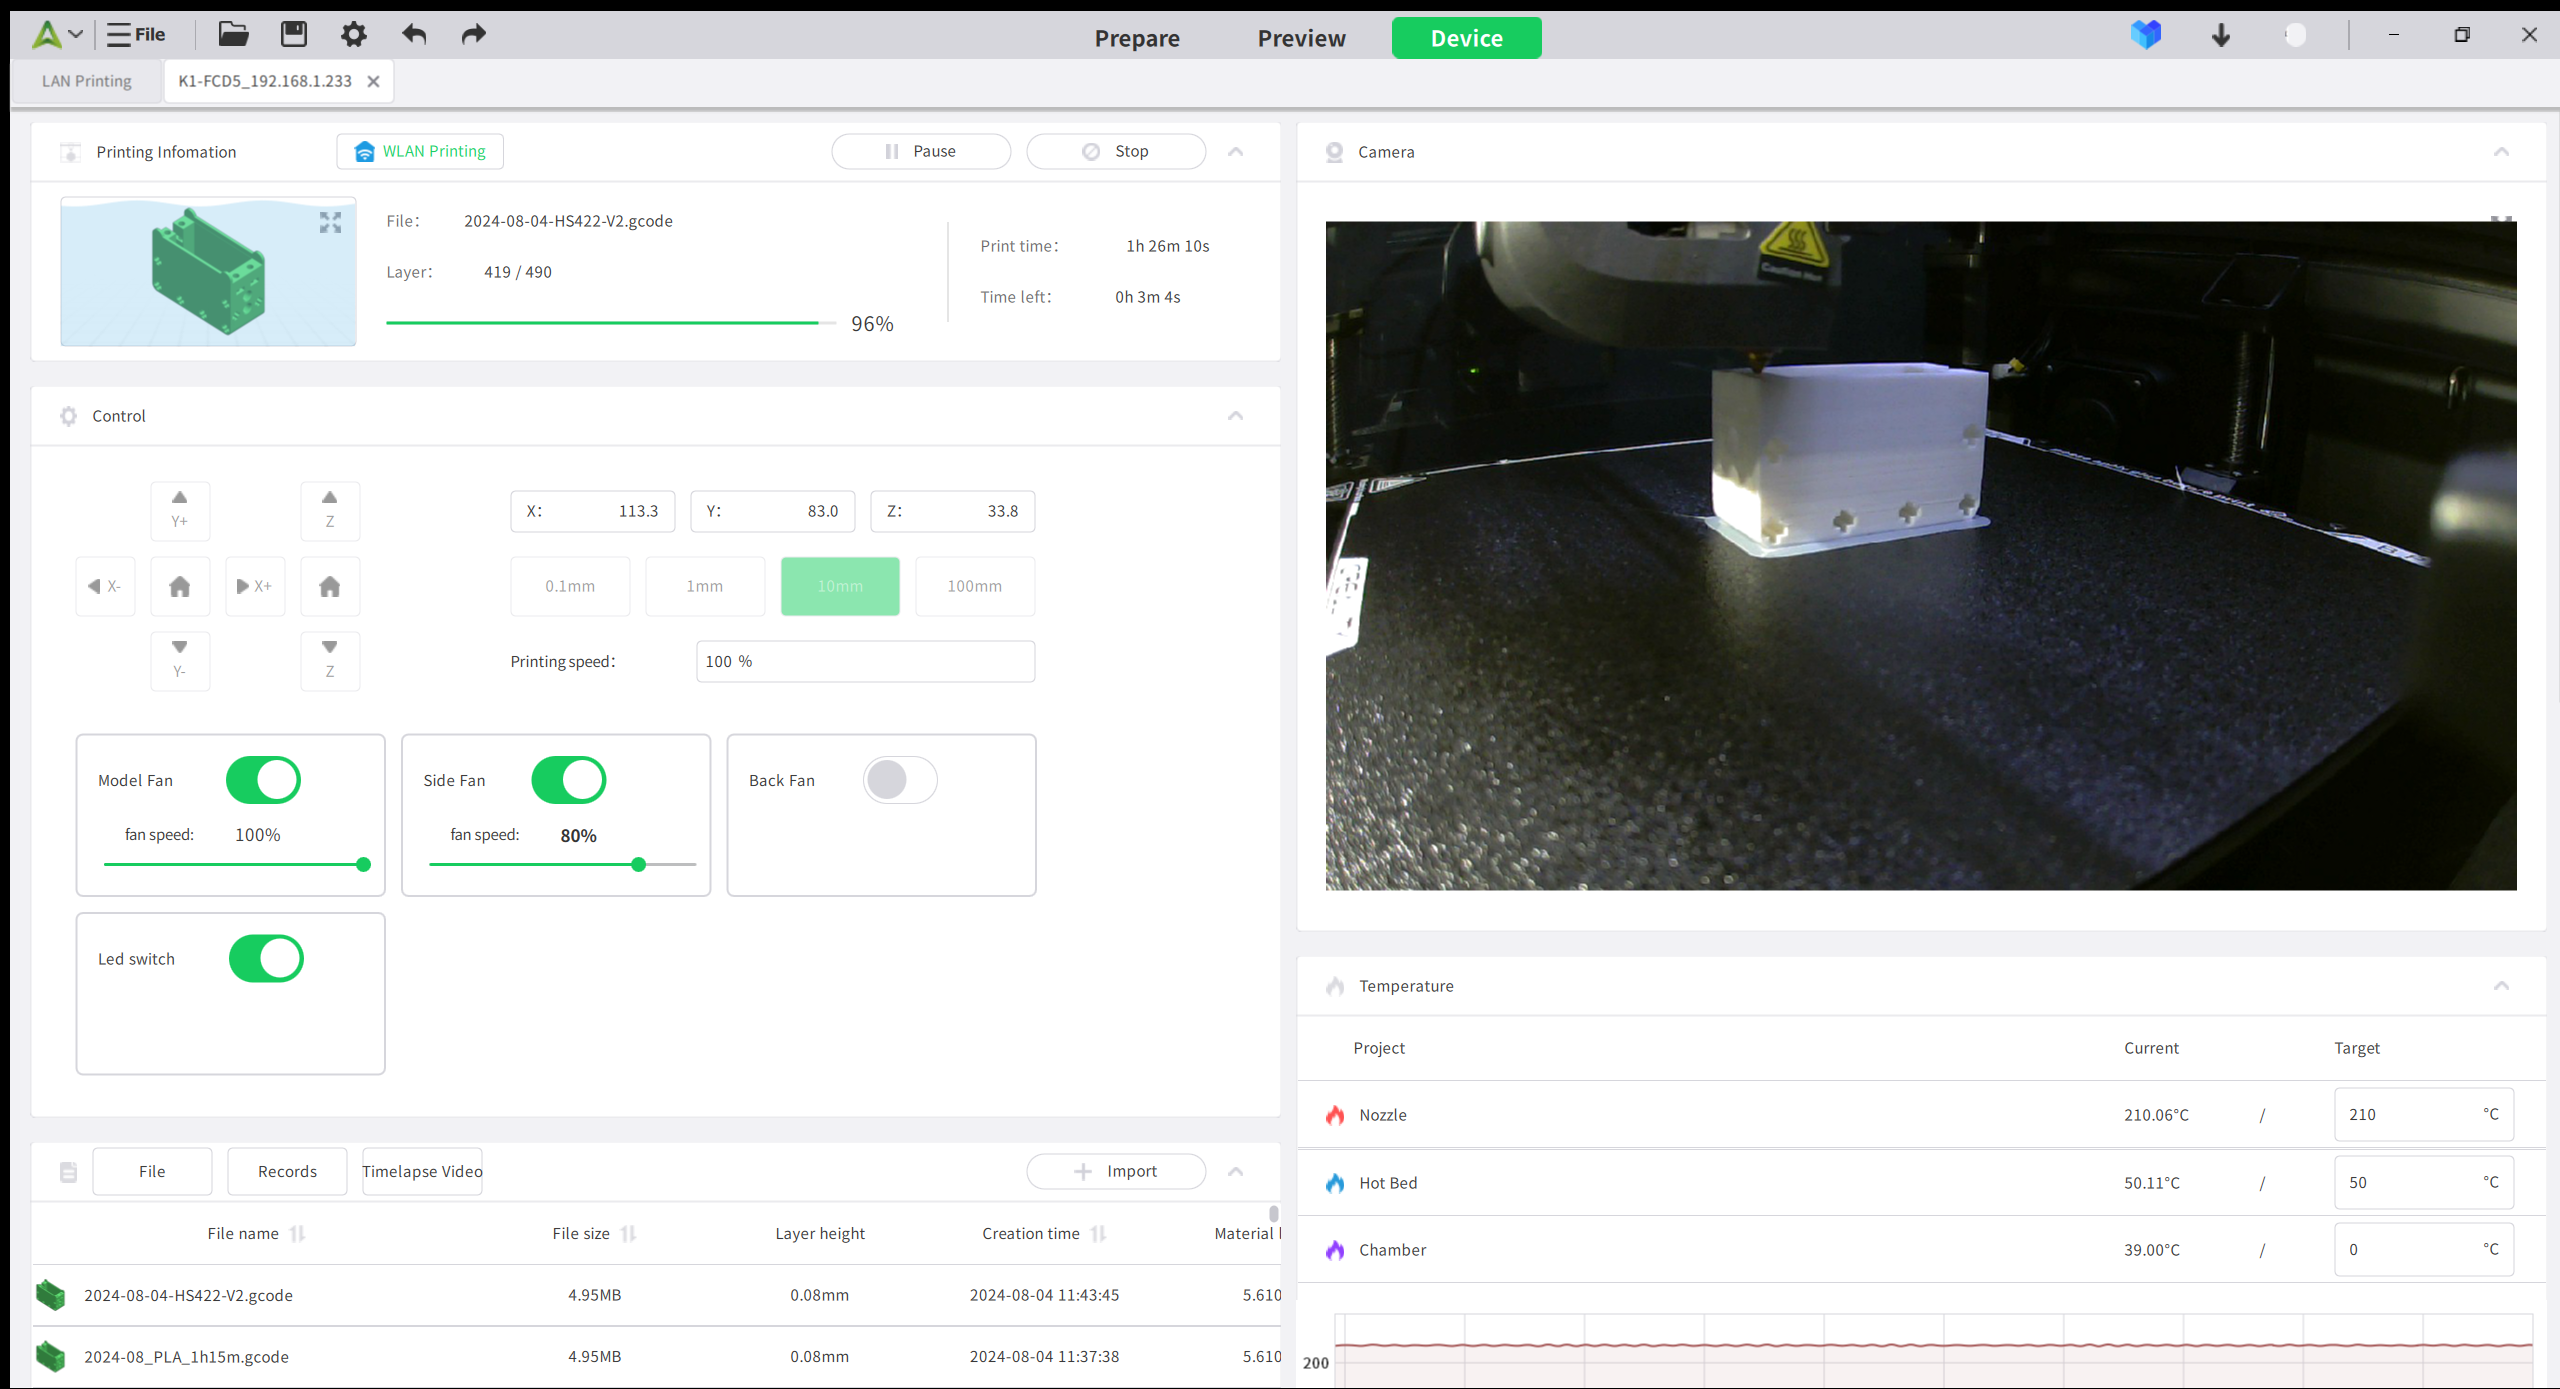 File
Prepare
Preview
Device
LAN Printing
K1-FCD5_192.168.1.233
Printing Infomation
WLAN Printing
Pause
Stop
File:
2024-08-04-HS422-V2.gcode
Layer:
419 / 490
96%
Print time:
1h 26m 10s
Time left:
0h 3m 4s
Control
Y+
Z
X-
X+
Y-
Z
X:
113.3
Y:
83.0
Z:
33.8
0.1mm
1mm
10mm
100mm
Printing speed:
100 %
Model Fan
fan speed:
100%
Side Fan
fan speed:
80%
Back Fan
Led switch
File
Records
Timelapse Video
Import
File name
File size
Layer height
Creation time
Material
2024-08-04-HS422-V2.gcode
4.95MB
0.08mm
2024-08-04 11:43:45
5.610
2024-08_PLA_1h15m.gcode
4.95MB
0.08mm
2024-08-04 11:37:38
5.610
Camera
Caution Hot
Temperature
Project
Current
Target
Nozzle
210.06°C
/
210
°C
Hot Bed
50.11°C
/
50
°C
Chamber
39.00°C
/
0
°C
200